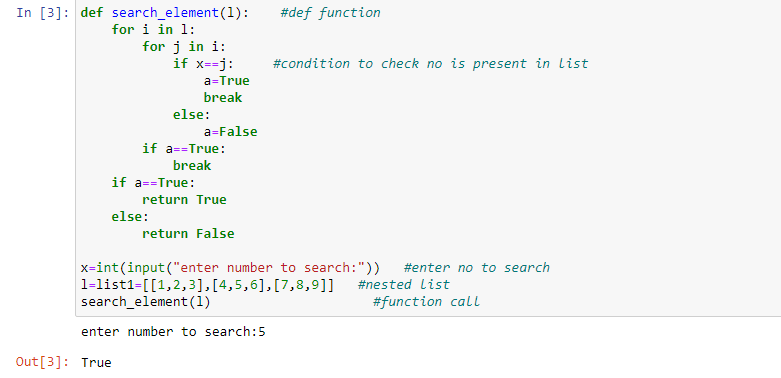 In [3]: def search_element(l):    #def function
    for i in l:
        for j in i:
            if x==j:     #condition to check no is present in list
                a=True
                break
            else:
                a=False
        if a==True:
            break
    if a==True:
        return True
    else:
        return False
x=int(input("enter number to search:"))   #enter no to search
l=list1=[[1,2,3],[4,5,6],[7,8,9]]   #nested list
search_element(l)                     #function call
enter number to search:5
Out[3]: True